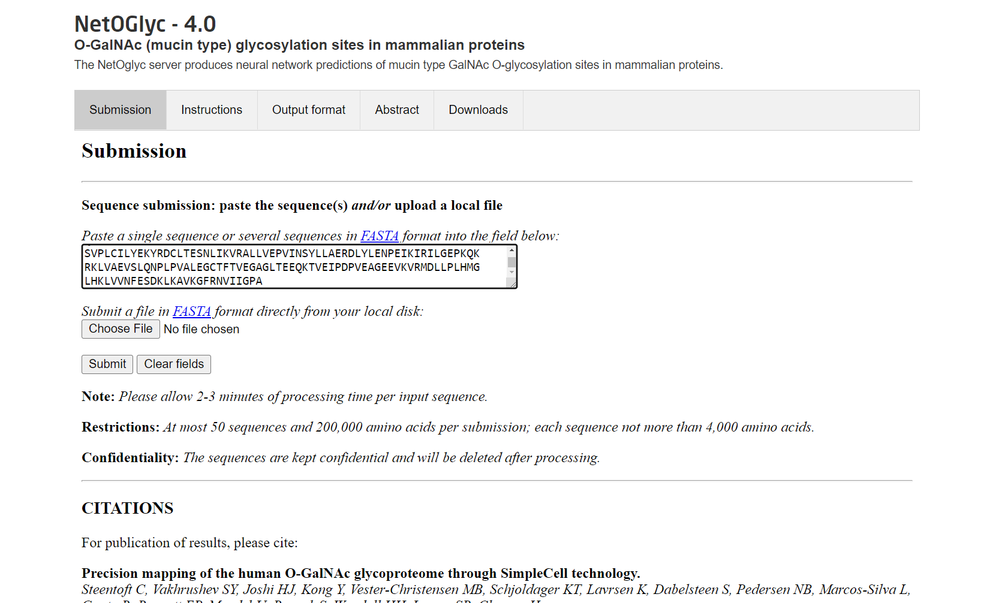 NetOGlyc - 4.0
O-GalNAc (mucin type) glycosylation sites in mammalian proteins
The NetOglyc server produces neural network predictions of mucin type GalNAc O-glycosylation sites in mammalian proteins.
Submission Instructions Output format Abstract Downloads
Submission
Sequence submission: paste the sequence(s) and/or upload a local file
Paste a single sequence or several sequences in FASTA format into the field below:
SVPLCILYEKYRDCLTESNLIKVRALLVEPVINSYLLAERDLYLENPEIKIRILGEPKQK
RKLVAEVSLQNPLPVALEGCTFTVEGAGLTEEQKTVEIPDPVEAGEEVKVRMDLLPLHMG
LHKLVVNFESDKLKAVKGFRNVIIGPA
Submit a file in FASTA format directly from your local disk:
Choose File No file chosen
Submit Clear fields
Note: Please allow 2-3 minutes of processing time per input sequence.
Restrictions: At most 50 sequences and 200,000 amino acids per submission; each sequence not more than 4,000 amino acids.
Confidentiality: The sequences are kept confidential and will be deleted after processing.
CITATIONS
For publication of results, please cite:
Precision mapping of the human O-GalNAc glycoproteome through SimpleCell technology.
Steentoft C, Vakhrushev SY, Joshi HJ, Kong Y, Vester-Christensen MB, Schjoldager KT, Lavrsen K, Dabelsteen S, Pedersen NB, Marcos-Silva L,